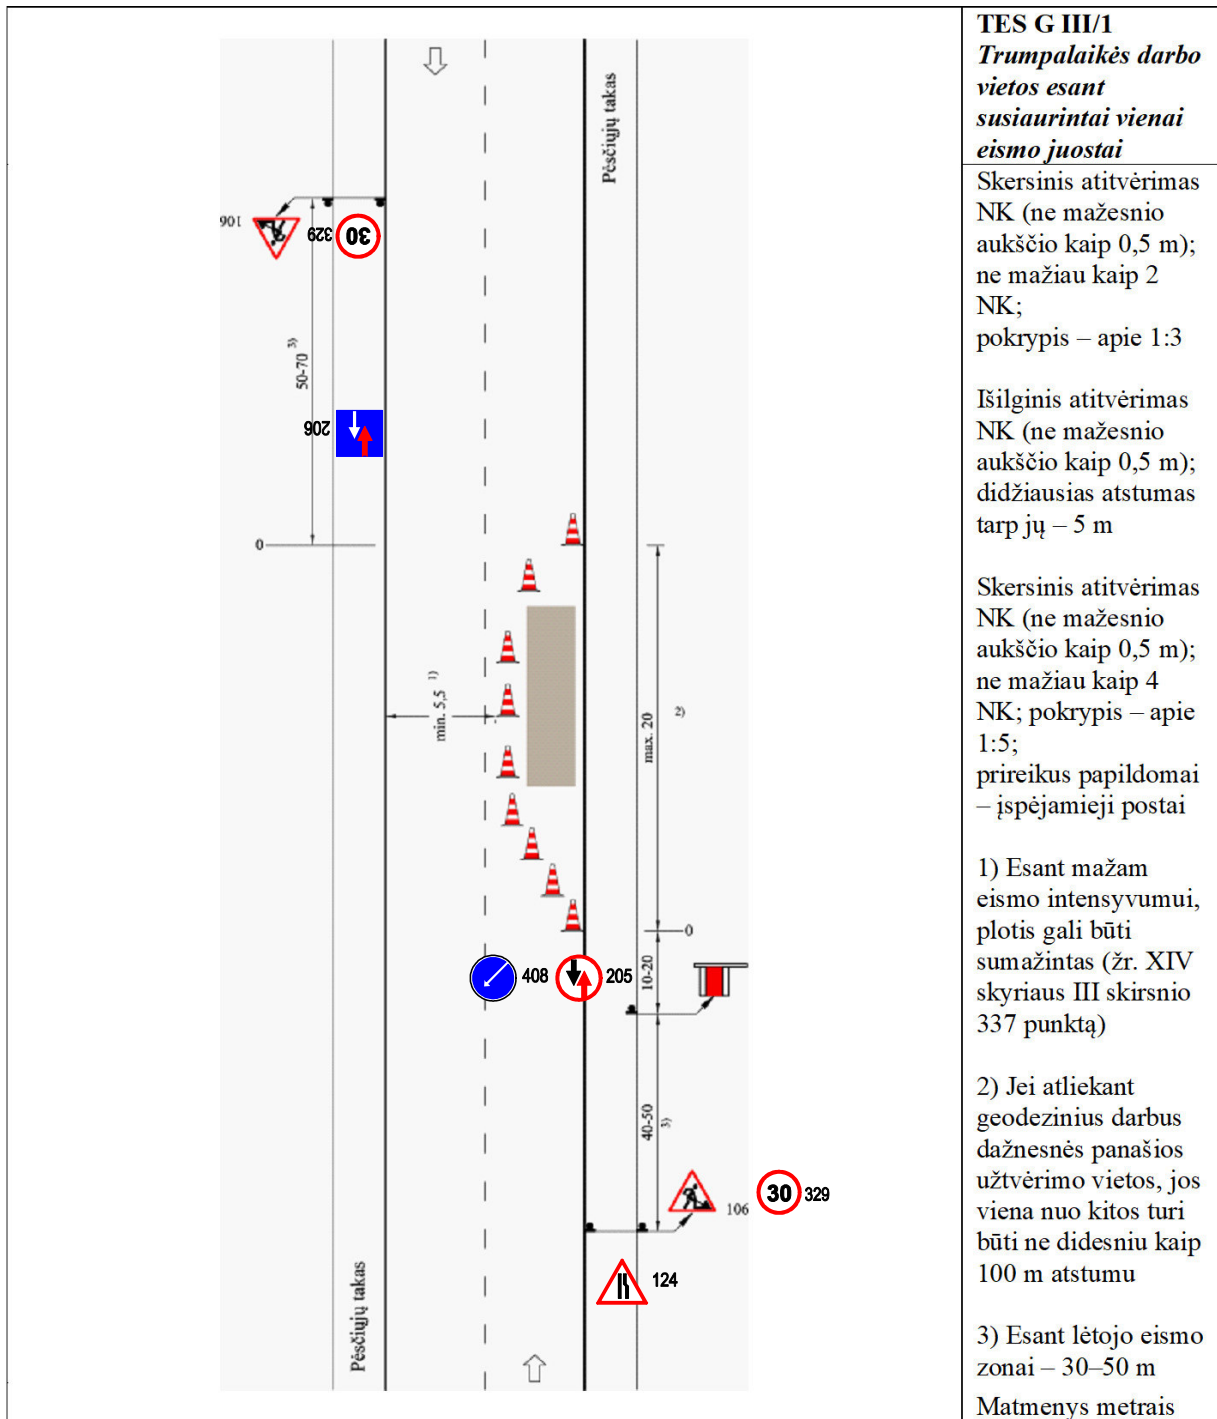 TES G III/1
Trumpalaikės darbo
vietos esant
susiaurintai vienai
eismo juostai
Skersinis atitvėrimas
NK (ne mažesnio
aukščio kaip 0,5 m);
ne mažiau kaip 2
NK;
pokrypis – apie 1:3
Išilginis atitvėrimas
NK (ne mažesnio
aukščio kaip 0,5 m);
didžiausias atstumas
tarp jų – 5 m
Skersinis atitvėrimas
NK (ne mažesnio
aukščio kaip 0,5 m);
ne mažiau kaip 4
NK; pokrypis – apie
1:5;
prireikus papildomai
– įspėjamieji postai
1) Esant mažam
eismo intensyvumui,
plotis gali būti
sumažintas (žr. XIV
skyriaus III skirsnio
337 punktą)
2) Jei atliekant
geodezinius darbus
dažnesnės panašios
užtvėrimo vietos, jos
viena nuo kitos turi
būti ne didesniu kaip
100 m atstumu
3) Esant lėtojo eismo
zonai – 30–50 m
Matmenys metrais
Pėsčiųjų takas
106
329
30
50-70 3)
206
0
min. 5,5 1)
max. 20 2)
0
408
205
10-20
40-50 3)
106
30
329
124
Pėsčiųjų takas